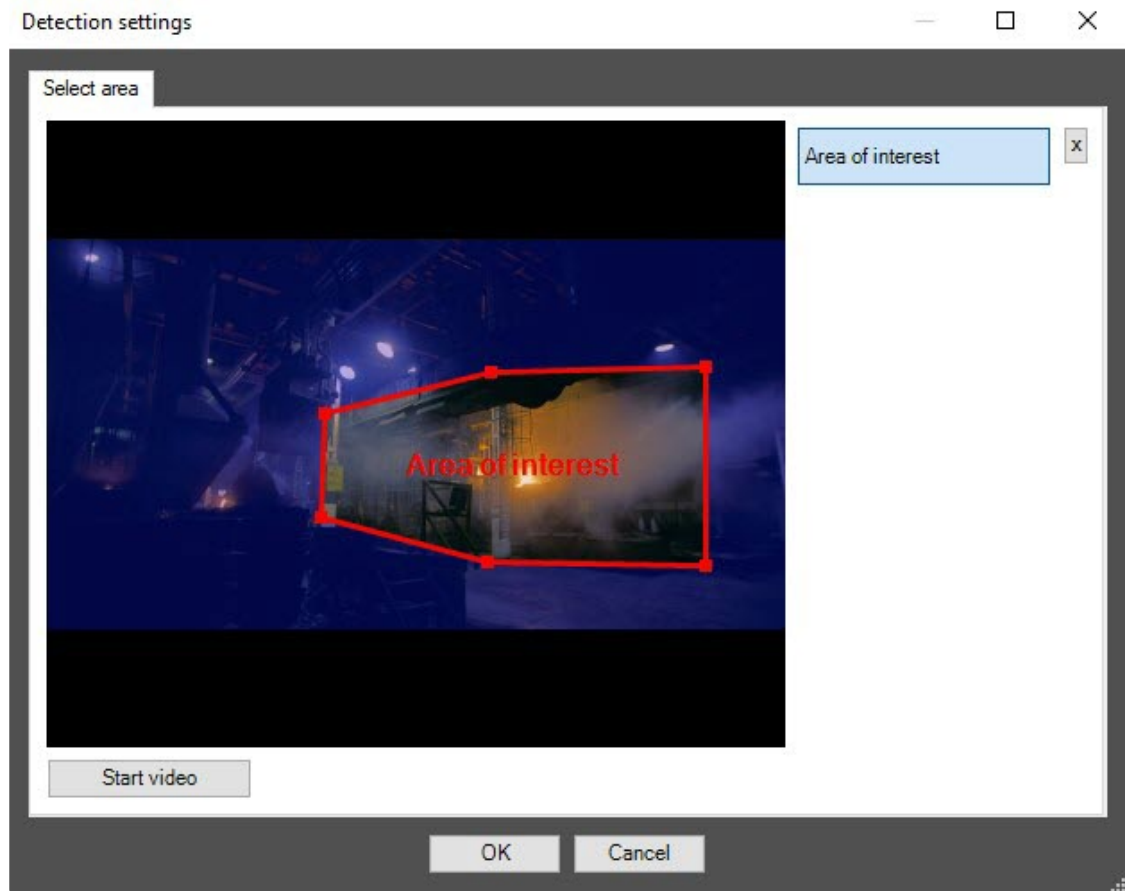 Detection settings
Select area
Area of interest
x
Area of interest
Start video
OK
Cancel